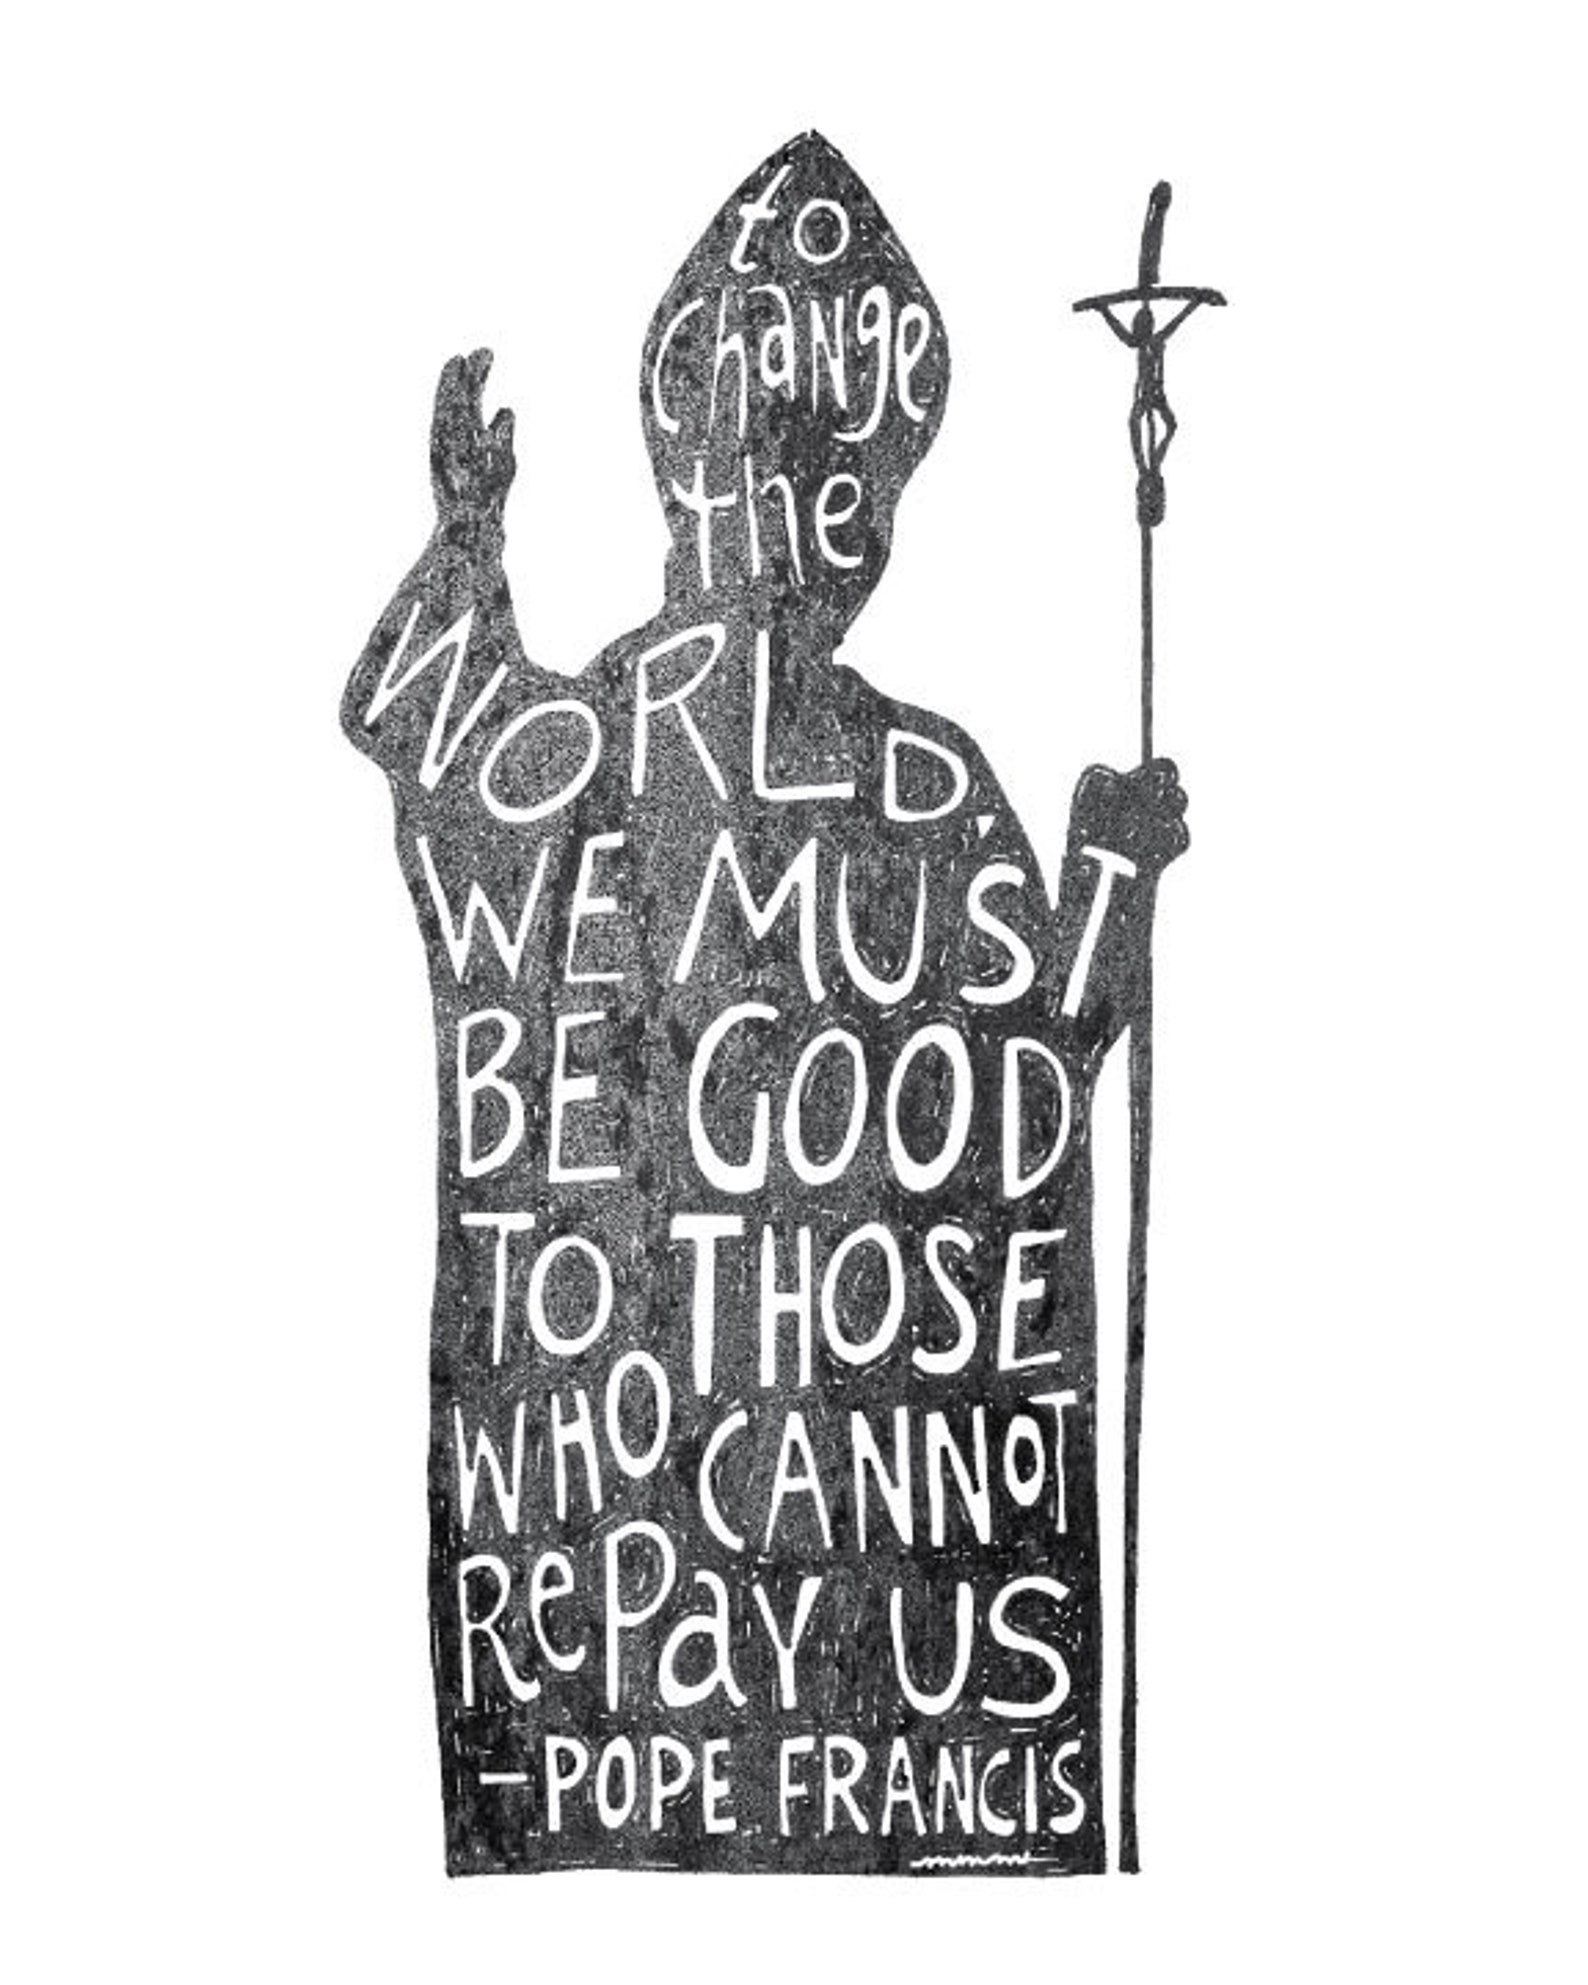 to
change
the
WORLD,
WE MUST
BE GOOD
TO THOSE
WHO CANNOT
RePay US
-POPE FRANCIS